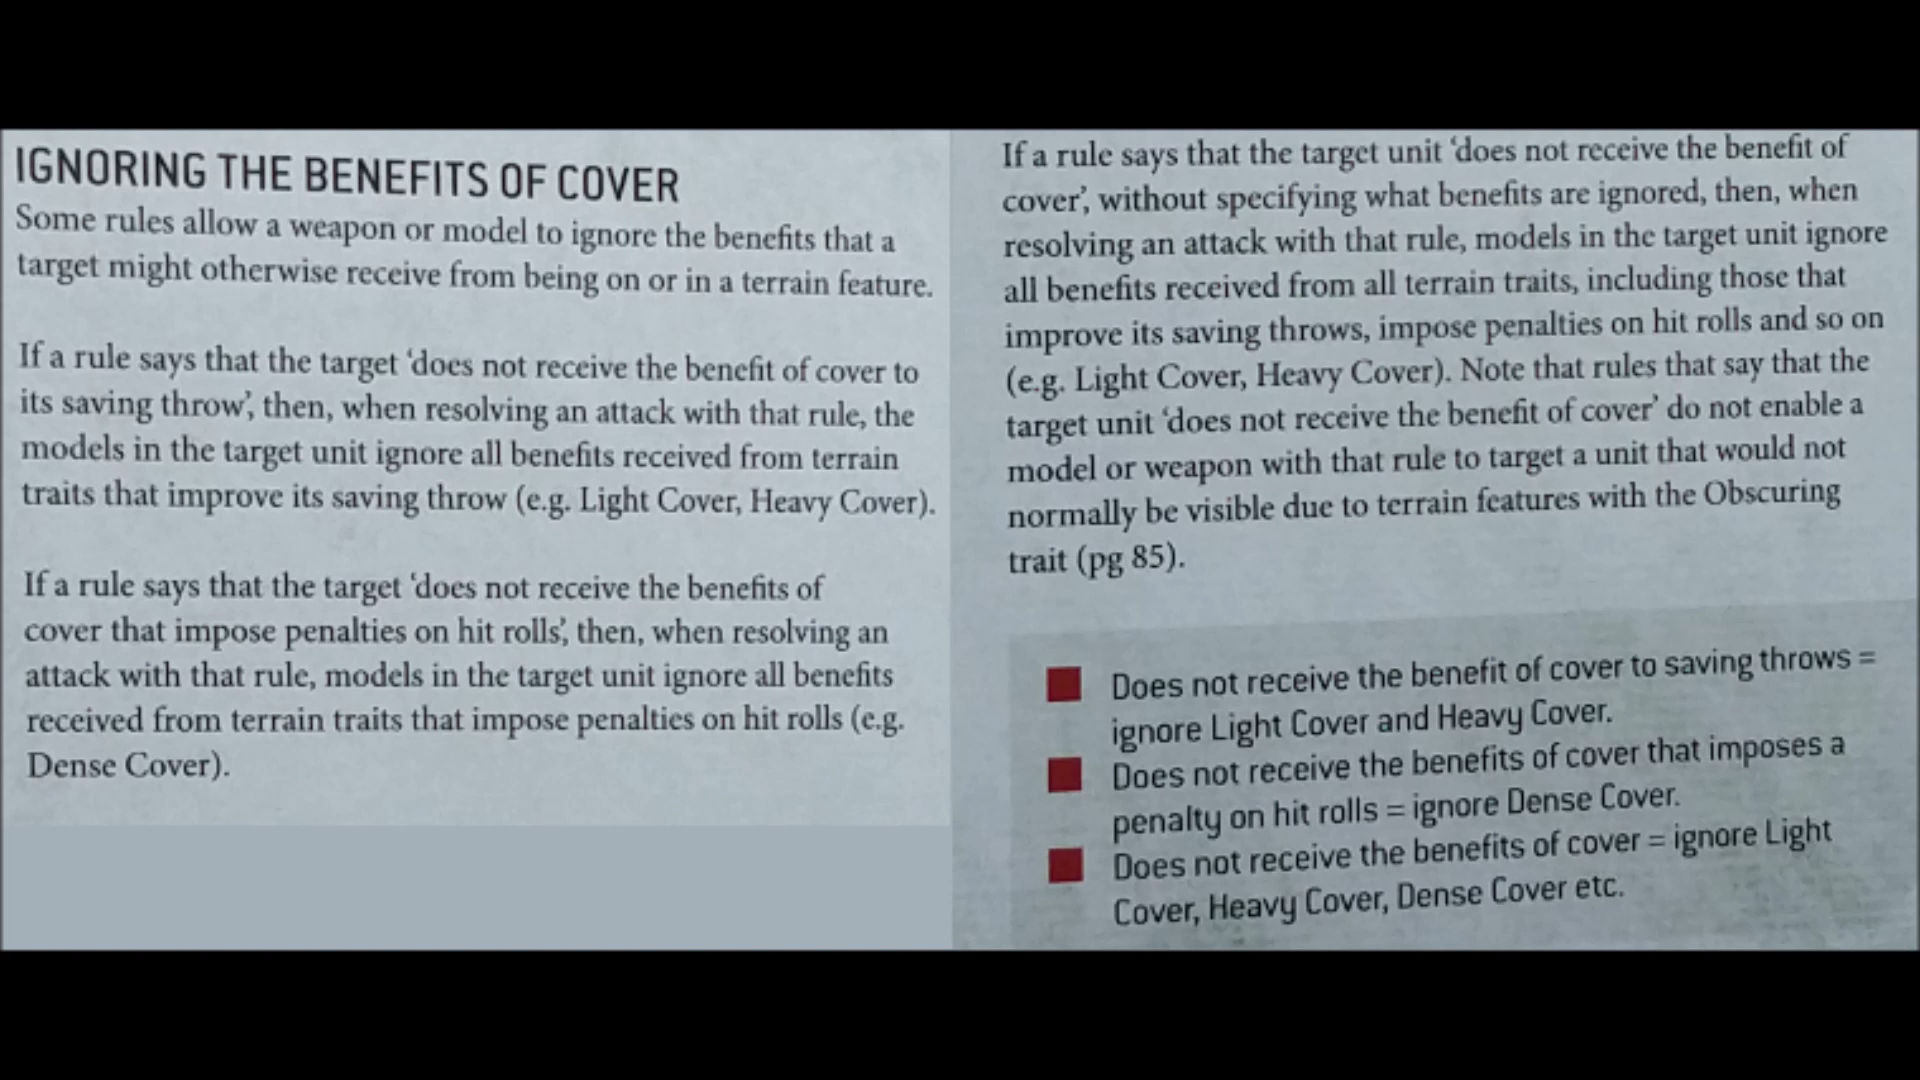 IGNORING THE BENEFITS OF COVER
Some rules allow a weapon or model to ignore the benefits that a
target might otherwise receive from being on or in a terrain feature.
If a rule says that the target ‘does not receive the benefit of cover to
its saving throw’, then, when resolving an attack with that rule, the
models in the target unit ignore all benefits received from terrain
traits that improve its saving throw (e.g. Light Cover, Heavy Cover).
If a rule says that the target ‘does not receive the benefits of
cover that impose penalties on hit rolls’, then, when resolving an
attack with that rule, models in the target unit ignore all benefits
received from terrain traits that impose penalties on hit rolls (e.g.
Dense Cover).
If a rule says that the target unit ‘does not receive the benefit of
cover’, without specifying what benefits are ignored, then, when
resolving an attack with that rule, models in the target unit ignore
all benefits received from all terrain traits, including those that
improve its saving throws, impose penalties on hit rolls and so on
(e.g. Light Cover, Heavy Cover). Note that rules that say that the
target unit ‘does not receive the benefit of cover’ do not enable a
model or weapon with that rule to target a unit that would not
normally be visible due to terrain features with the Obscuring
trait (pg 85).
Does not receive the benefit of cover to saving throws =
ignore Light Cover and Heavy Cover.
Does not receive the benefits of cover that imposes a
penalty on hit rolls = ignore Dense Cover.
Does not receive the benefits of cover = ignore Light
Cover, Heavy Cover, Dense Cover etc.